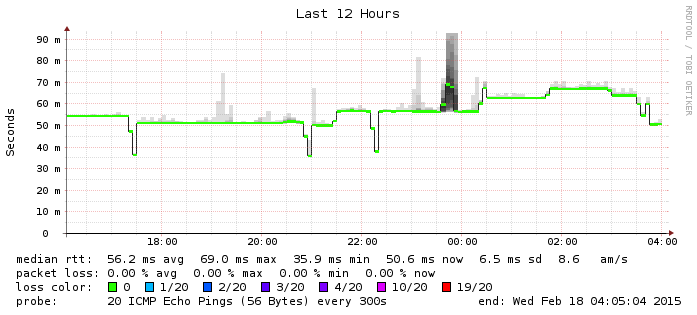 Last 12 Hours
RRDTOOL / TOBI OETIKER
Seconds
90 m
80 m
70 m
60 m
50 m
40 m
30 m
20 m
10 m
0
18:00 20:00 22:00 00:00 02:00 04:00
median rtt: 56.2 ms avg 69.0 ms max 35.9 ms min 50.6 ms now 6.5 ms sd 8.6 am/s
packet loss: 0.00 % avg 0.00 % max 0.00 % min 0.00 % now
loss color: 0 1/20 2/20 3/20 4/20 10/20 19/20
probe: 20 ICMP Echo Pings (56 Bytes) every 300s end: Wed Feb 18 04:05:04 2015